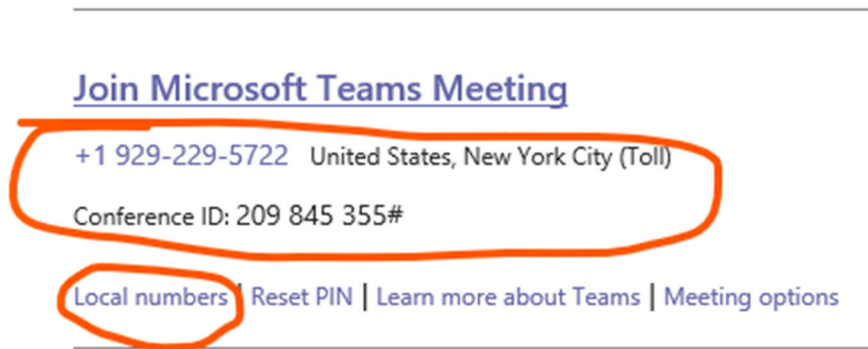 Join Microsoft Teams Meeting
+1 929-229-5722 United States, New York City (Toll)
Conference ID: 209 845 355#
Local numbers | Reset PIN | Learn more about Teams | Meeting options